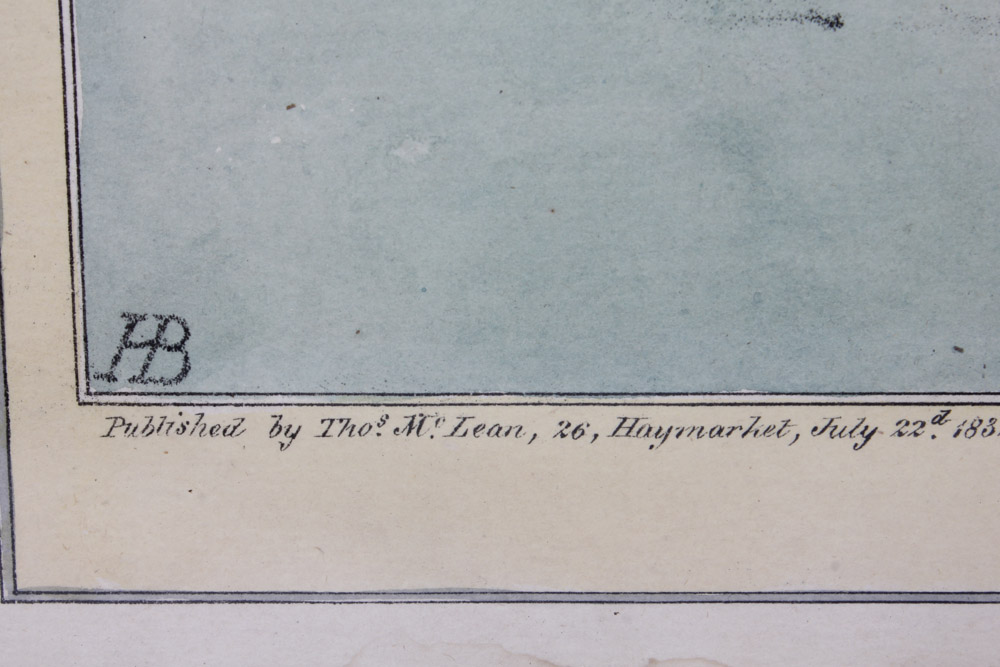 HB
Published by Thoˢ. Mᶜ. Lean, 26, Haymarket, July 22ᵈ.